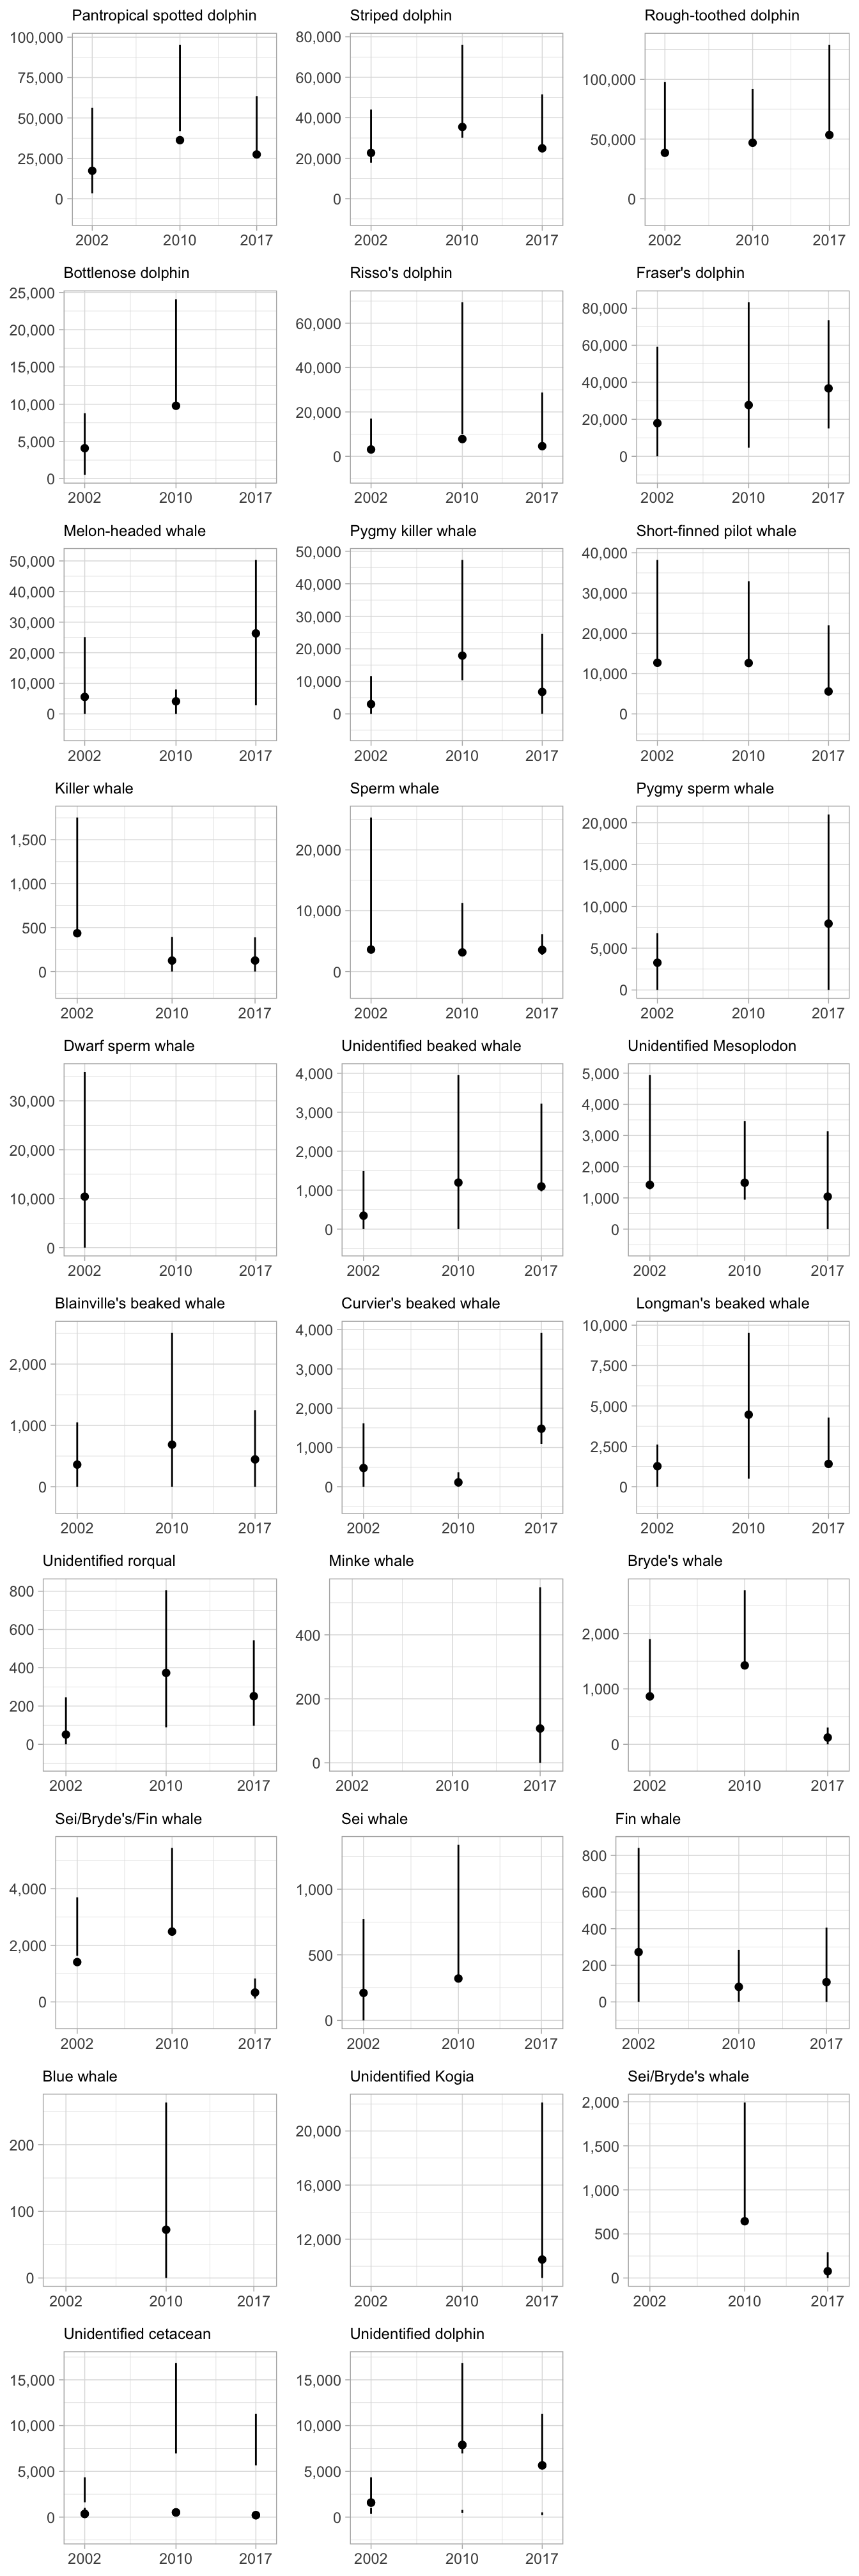 Pantropical spotted dolphin
100,000
75,000
50,000
25,000
0
2002 2010 2017
Striped dolphin
80,000
60,000
40,000
20,000
0
2002 2010 2017
Rough-toothed dolphin
100,000
50,000
0
2002 2010 2017
Bottlenose dolphin
25,000
20,000
15,000
10,000
5,000
0
2002 2010 2017
Risso's dolphin
60,000
40,000
20,000
0
2002 2010 2017
Fraser's dolphin
80,000
60,000
40,000
20,000
0
2002 2010 2017
Melon-headed whale
50,000
40,000
30,000
20,000
10,000
0
2002 2010 2017
Pygmy killer whale
50,000
40,000
30,000
20,000
10,000
0
2002 2010 2017
Short-finned pilot whale
40,000
30,000
20,000
10,000
0
2002 2010 2017
Killer whale
1,500
1,000
500
0
2002 2010 2017
Sperm whale
20,000
10,000
0
2002 2010 2017
Pygmy sperm whale
20,000
15,000
10,000
5,000
0
2002 2010 2017
Dwarf sperm whale
30,000
20,000
10,000
0
2002 2010 2017
Unidentified beaked whale
4,000
3,000
2,000
1,000
0
2002 2010 2017
Unidentified Mesoplodon
5,000
4,000
3,000
2,000
1,000
0
2002 2010 2017
Blainville's beaked whale
2,000
1,000
0
2002 2010 2017
Curvier's beaked whale
4,000
3,000
2,000
1,000
0
2002 2010 2017
Longman's beaked whale
10,000
7,500
5,000
2,500
0
2002 2010 2017
Unidentified rorqual
800
600
400
200
0
2002 2010 2017
Minke whale
400
200
0
2002 2010 2017
Bryde's whale
2,000
1,000
0
2002 2010 2017
Sei/Bryde's/Fin whale
4,000
2,000
0
2002 2010 2017
Sei whale
1,000
500
0
2002 2010 2017
Fin whale
800
600
400
200
0
2002 2010 2017
Blue whale
200
100
0
2002 2010 2017
Unidentified Kogia
20,000
16,000
12,000
2002 2010 2017
Sei/Bryde's whale
2,000
1,500
1,000
500
0
2002 2010 2017
Unidentified cetacean
15,000
10,000
5,000
0
2002 2010 2017
Unidentified dolphin
15,000
10,000
5,000
0
2002 2010 2017